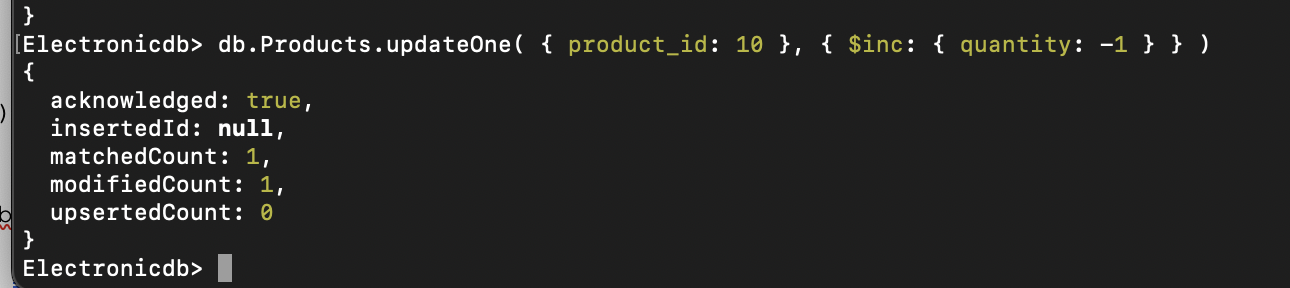 }
[Electronicdb> db.Products.updateOne( { product_id: 10 }, { $inc: { quantity: -1 } } )
{
  acknowledged: true,
  insertedId: null,
  matchedCount: 1,
  modifiedCount: 1,
  upsertedCount: 0
}
Electronicdb>
)
b